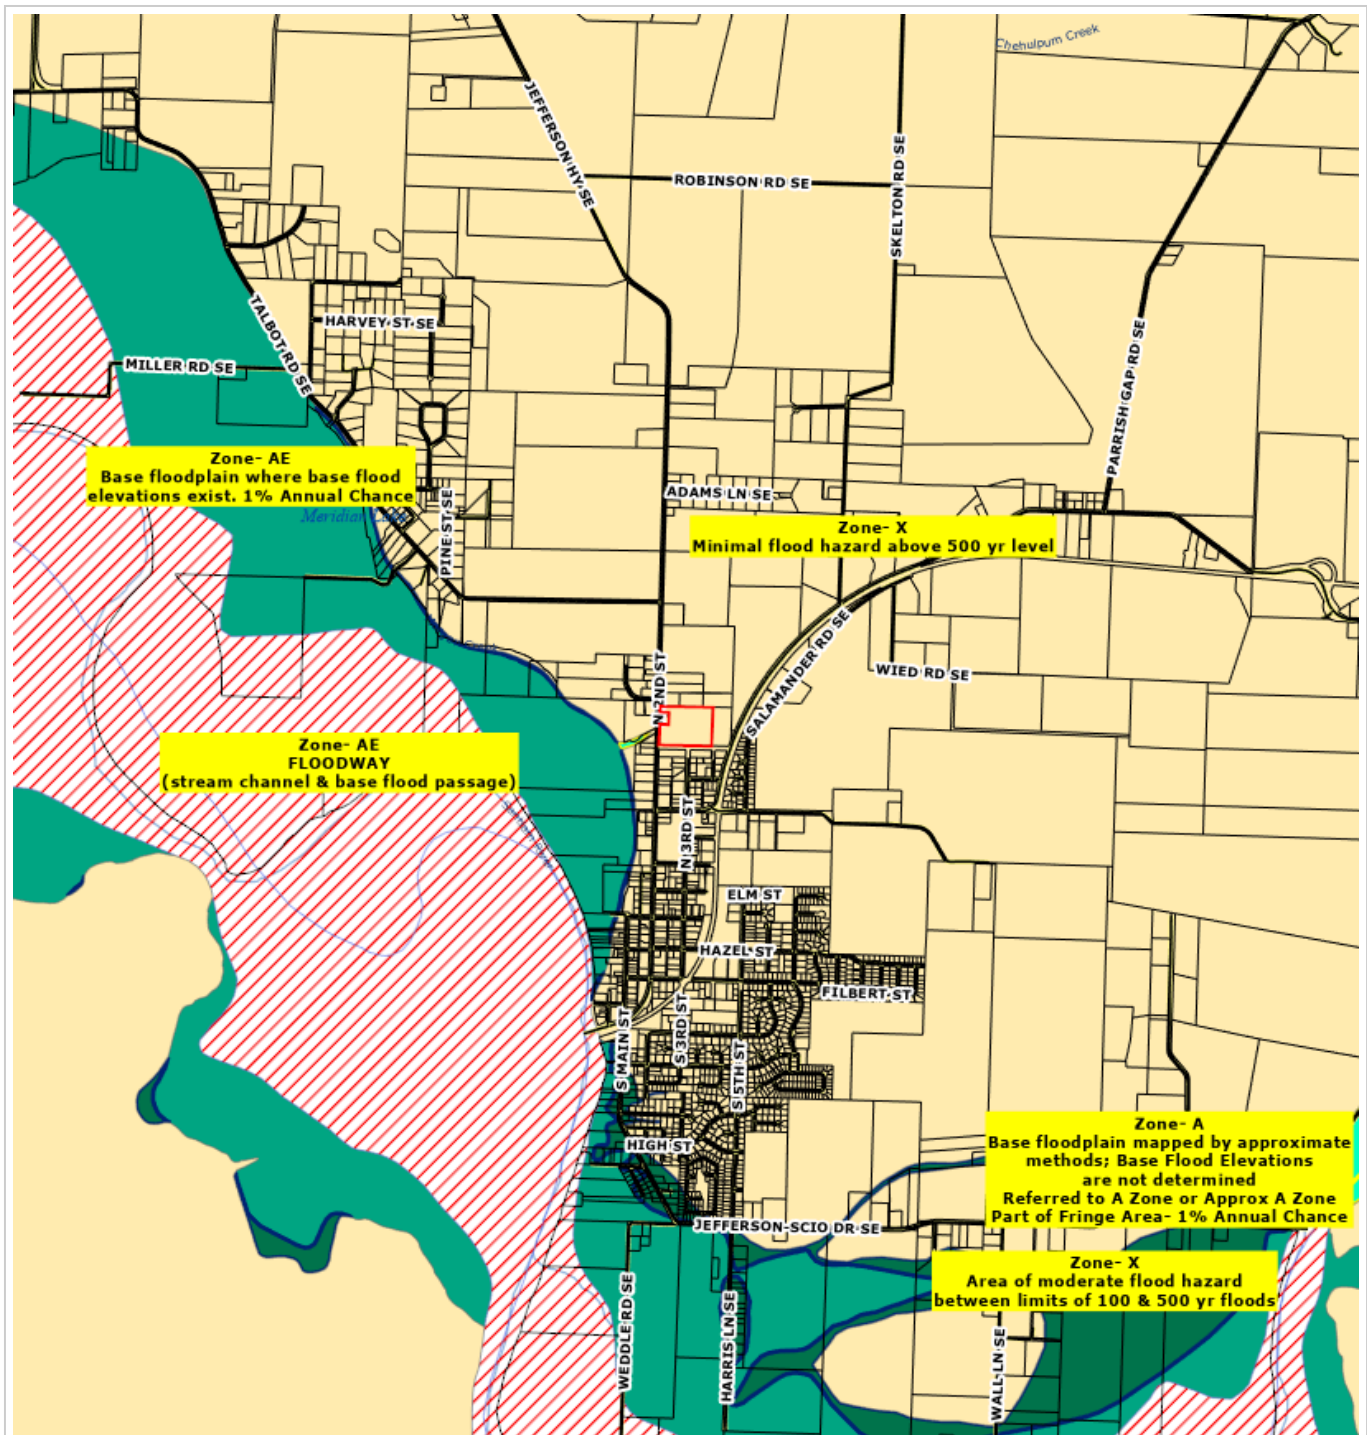 Chehulpum Creek
JEFFERSON HY SE
ROBINSON RD SE
SKELTON RD SE
TALBOT RD SE
HARVEY ST SE
MILLER RD SE
PARRISH GAP RD SE
Zone- AE
Base floodplain where base flood
elevations exist. 1% Annual Chance
Meridian
PINE ST SE
ADAMS LN SE
Zone- X
Minimal flood hazard above 500 yr level
SALAMANDER RD SE
WIED RD SE
N 2ND ST
Zone- AE
FLOODWAY
(stream channel & base flood passage)
N 3RD ST
ELM ST
HAZEL ST
FILBERT ST
S MAIN ST
S 3RD ST
S 5TH ST
HIGH ST
Zone- A
Base floodplain mapped by approximate
methods; Base Flood Elevations
are not determined
Referred to A Zone or Approx A Zone
Part of Fringe Area- 1% Annual Chance
JEFFERSON-SCIO DR SE
Zone- X
Area of moderate flood hazard
between limits of 100 & 500 yr floods
WEDDLE RD SE
HARRIS LN SE
WALL LN SE